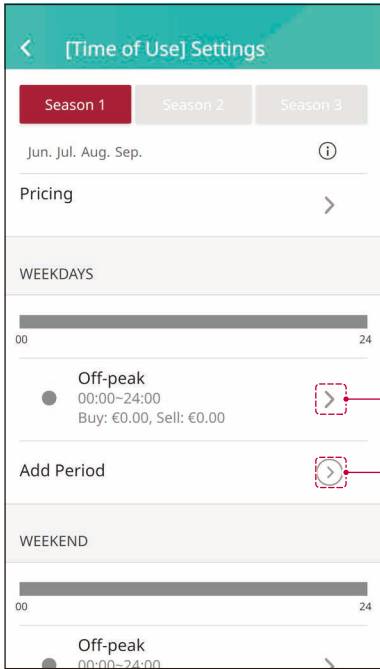 [Time of Use] Settings
Season 1 Season 2 Season 3
Jun. Jul. Aug. Sep.
Pricing
WEEKDAYS
00 24
Off-peak
00:00~24:00
Buy: €0.00, Sell: €0.00
Add Period
WEEKEND
00 24
Off-peak
00:00~24:00